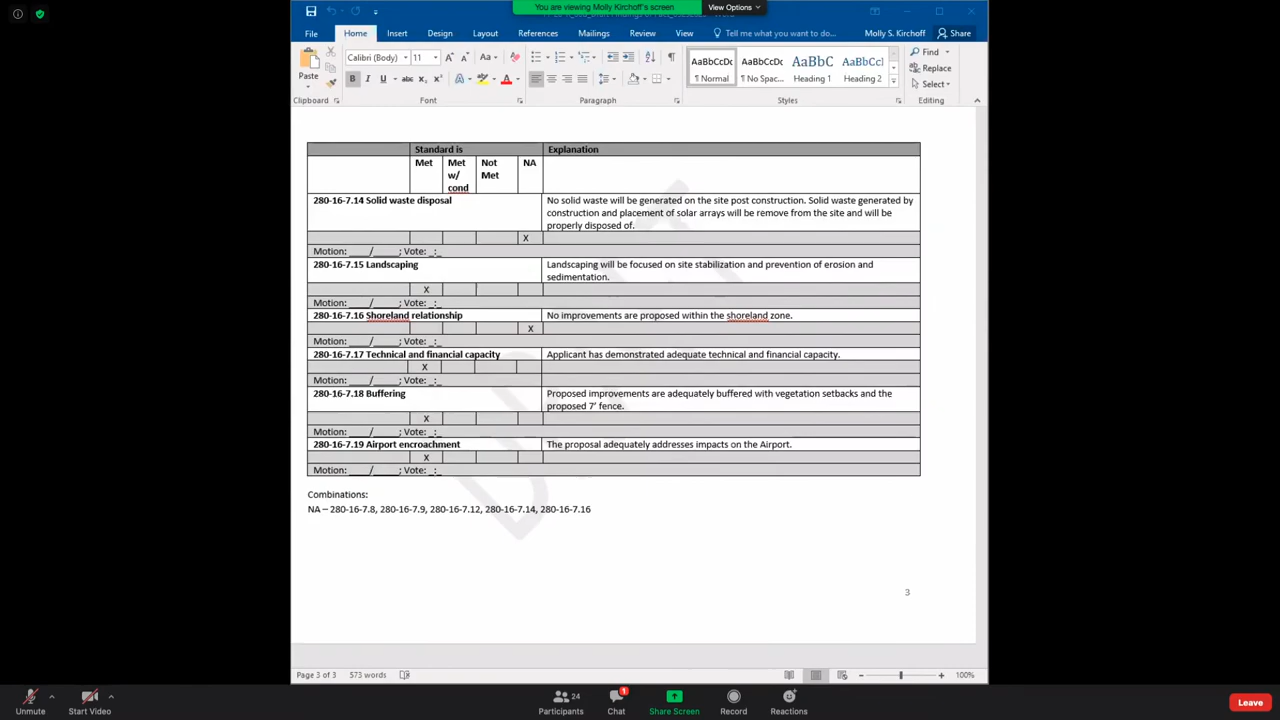 You are viewing Molly Kirchoff's screen
View Options
File Home Insert Design Layout References Mailings Review View Tell me what you want to do... Molly S. Kirchoff Share
Paste
Calibri (Body) 11
AaBbCcDc AaBbCcDc AaBbCc AaBbCcD
¶ Normal ¶ No Spac... Heading 1 Heading 2
Find
Replace
Select
Clipboard Font Paragraph Styles Editing
Standard is Explanation
Met Met w/ cond Not Met NA
280-16-7.14 Solid waste disposal
No solid waste will be generated on the site post construction. Solid waste generated by
construction and placement of solar arrays will be remove from the site and will be
properly disposed of.
X
Motion: ____/_____; Vote: _:_
280-16-7.15 Landscaping
Landscaping will be focused on site stabilization and prevention of erosion and
sedimentation.
X
Motion: ____/_____; Vote: _:_
280-16-7.16 Shoreland relationship No improvements are proposed within the shoreland zone.
X
Motion: ____/_____; Vote: _:_
280-16-7.17 Technical and financial capacity Applicant has demonstrated adequate technical and financial capacity.
X
Motion: ____/_____; Vote: _:_
280-16-7.18 Buffering
Proposed improvements are adequately buffered with vegetation setbacks and the
proposed 7' fence.
X
Motion: ____/_____; Vote: _:_
280-16-7.19 Airport encroachment The proposal adequately addresses impacts on the Airport.
X
Motion: ____/_____; Vote: _:_
Combinations:
NA – 280-16-7.8, 280-16-7.9, 280-16-7.12, 280-16-7.14, 280-16-7.16
3
Page 3 of 3 573 words 100%
Unmute Start Video Participants 24 Chat 1 Share Screen Record Reactions Leave